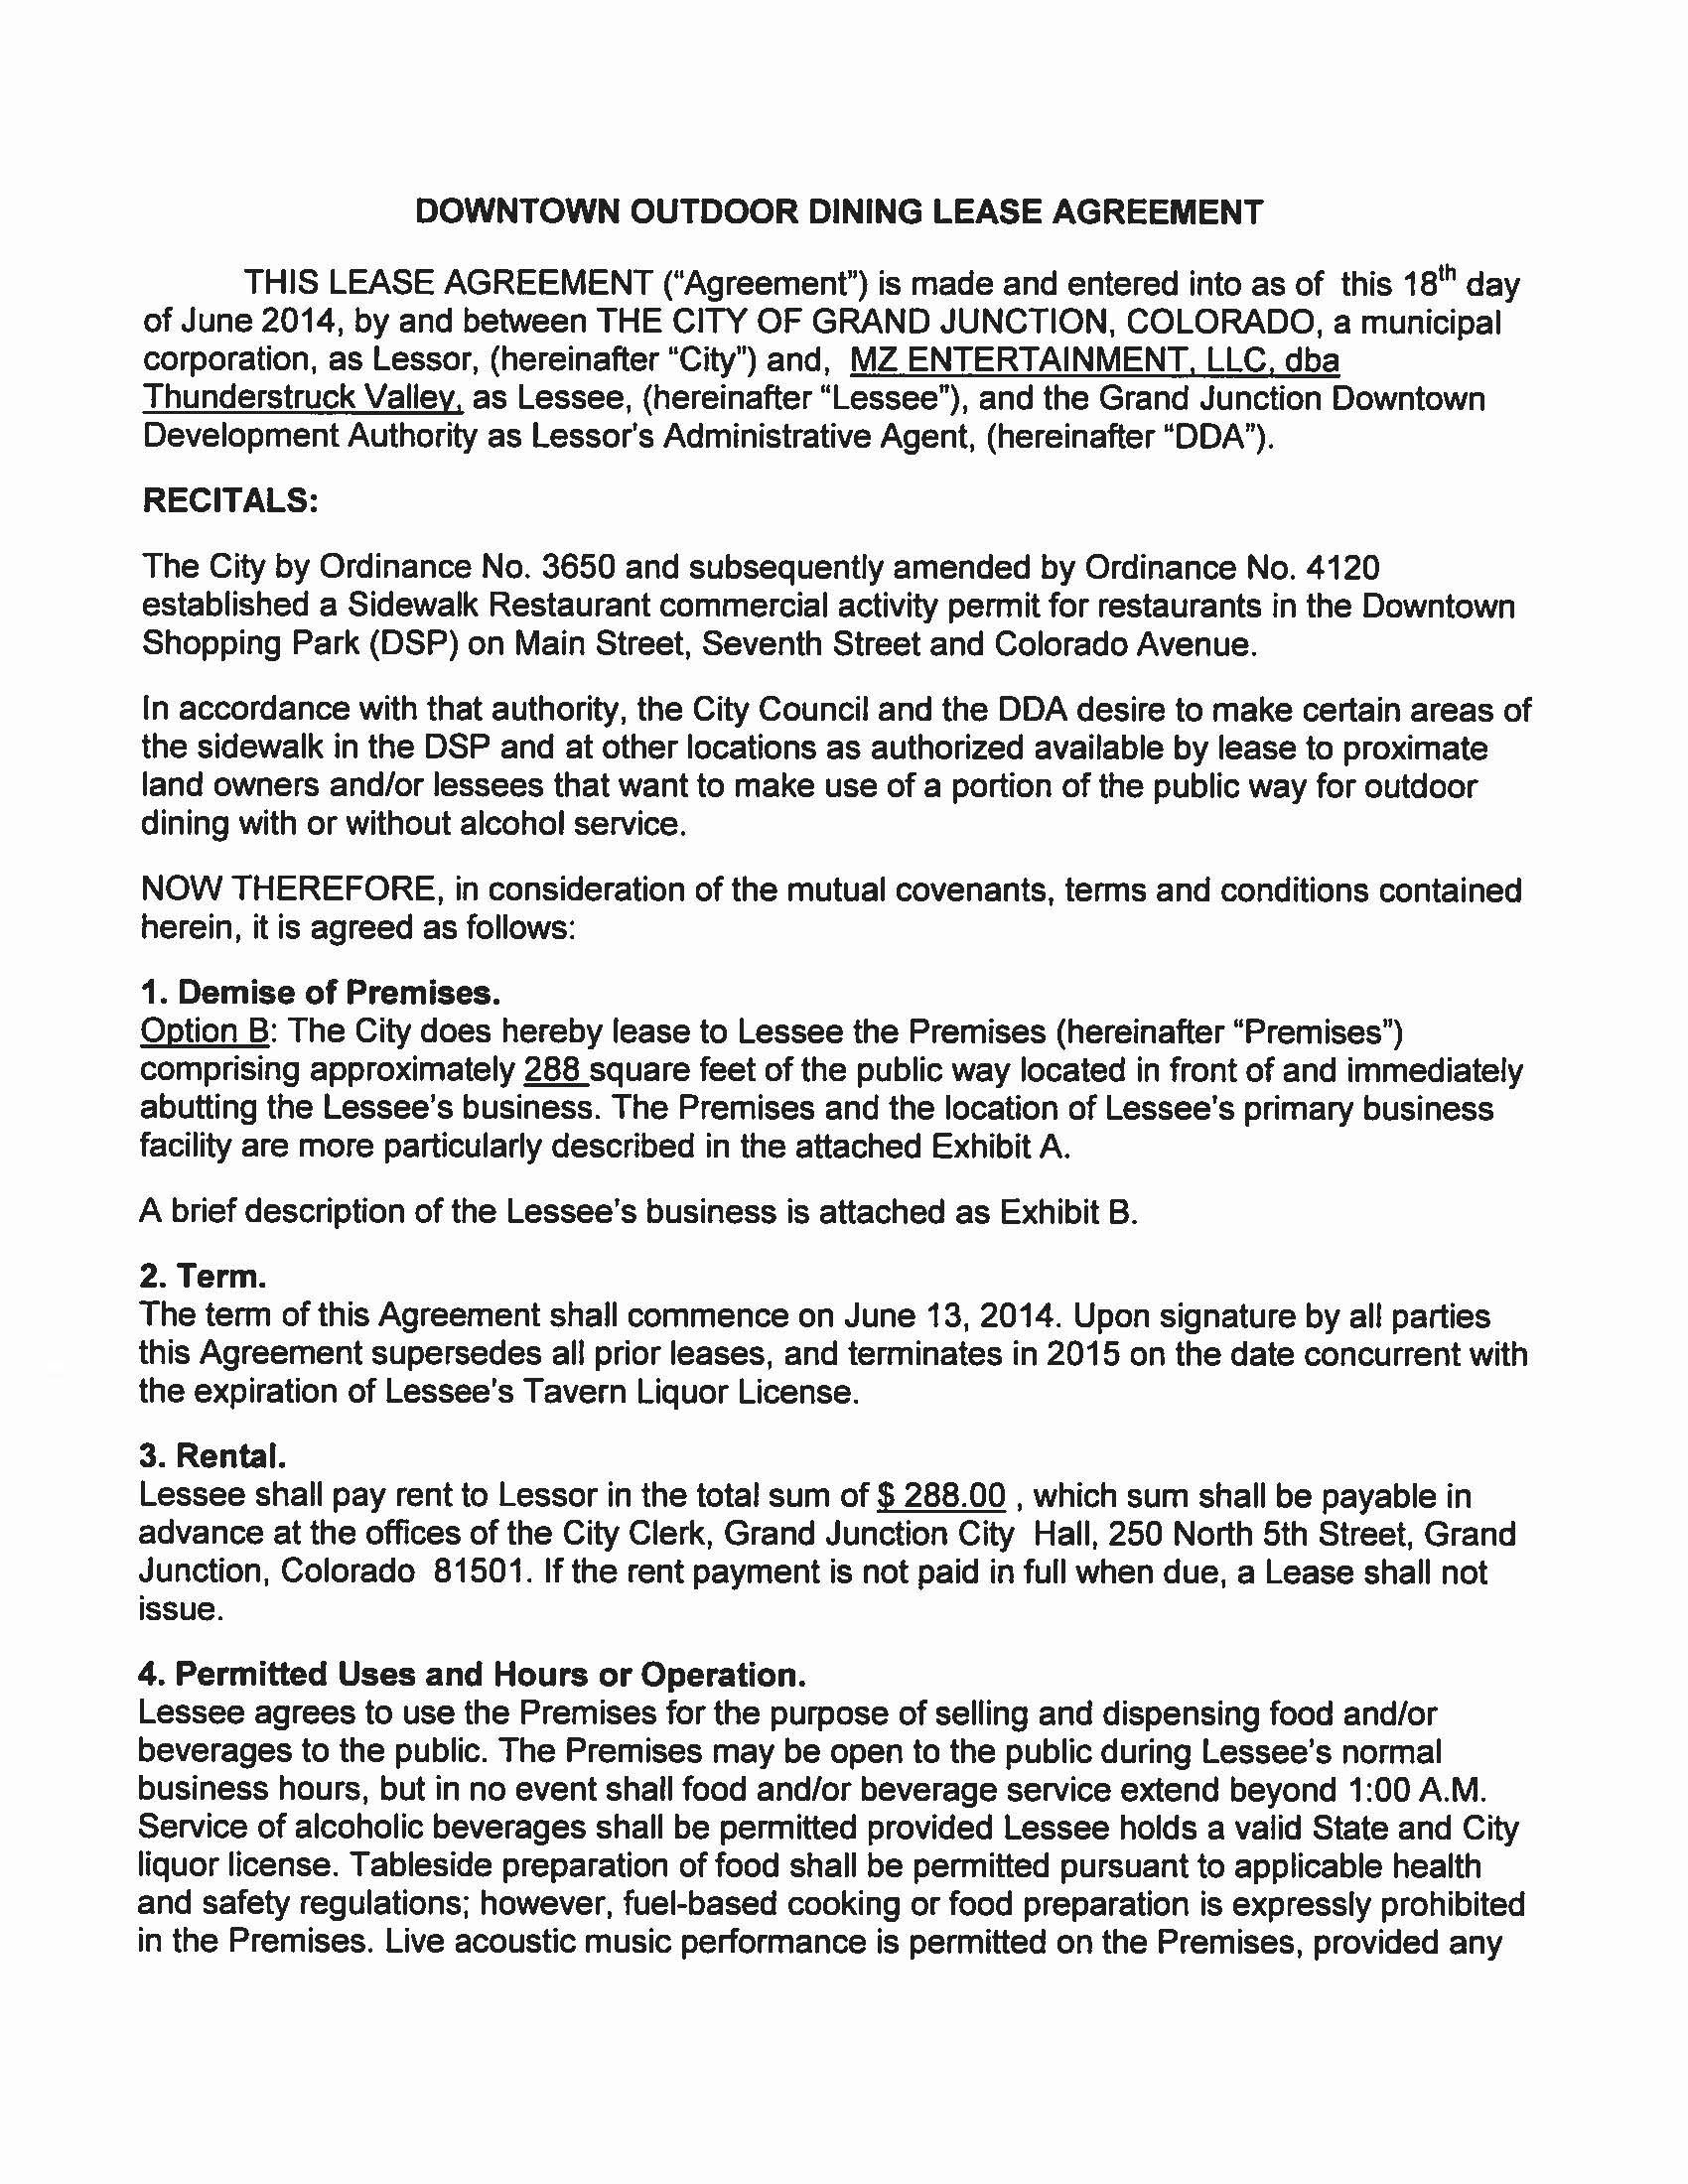 DOWNTOWN OUTDOOR DINING LEASE AGREEMENT
THIS LEASE AGREEMENT (“Agreement”) is made and entered into as of this 18th day
of June 2014, by and between THE CITY OF GRAND JUNCTION, COLORADO, a municipal
corporation, as Lessor, (hereinafter “City”) and, MZ ENTERTAINMENT, LLC, dba
Thunderstruck Valley, as Lessee, (hereinafter “Lessee”), and the Grand Junction Downtown
Development Authority as Lessor’s Administrative Agent, (hereinafter “DDA”).
RECITALS:
The City by Ordinance No. 3650 and subsequently amended by Ordinance No. 4120
established a Sidewalk Restaurant commercial activity permit for restaurants in the Downtown
Shopping Park (DSP) on Main Street, Seventh Street and Colorado Avenue.
In accordance with that authority, the City Council and the DDA desire to make certain areas of
the sidewalk in the DSP and at other locations as authorized available by lease to proximate
land owners and/or lessees that want to make use of a portion of the public way for outdoor
dining with or without alcohol service.
NOW THEREFORE, in consideration of the mutual covenants, terms and conditions contained
herein, it is agreed as follows:
1. Demise of Premises.
Option B: The City does hereby lease to Lessee the Premises (hereinafter “Premises”)
comprising approximately 288 square feet of the public way located in front of and immediately
abutting the Lessee’s business. The Premises and the location of Lessee’s primary business
facility are more particularly described in the attached Exhibit A.
A brief description of the Lessee’s business is attached as Exhibit B.
2. Term.
The term of this Agreement shall commence on June 13, 2014. Upon signature by all parties
this Agreement supersedes all prior leases, and terminates in 2015 on the date concurrent with
the expiration of Lessee’s Tavern Liquor License.
3. Rental.
Lessee shall pay rent to Lessor in the total sum of $ 288.00 , which sum shall be payable in
advance at the offices of the City Clerk, Grand Junction City Hall, 250 North 5th Street, Grand
Junction, Colorado 81501. If the rent payment is not paid in full when due, a Lease shall not
issue.
4. Permitted Uses and Hours or Operation.
Lessee agrees to use the Premises for the purpose of selling and dispensing food and/or
beverages to the public. The Premises may be open to the public during Lessee’s normal
business hours, but in no event shall food and/or beverage service extend beyond 1:00 A.M.
Service of alcoholic beverages shall be permitted provided Lessee holds a valid State and City
liquor license. Tableside preparation of food shall be permitted pursuant to applicable health
and safety regulations; however, fuel-based cooking or food preparation is expressly prohibited
in the Premises. Live acoustic music performance is permitted on the Premises, provided any